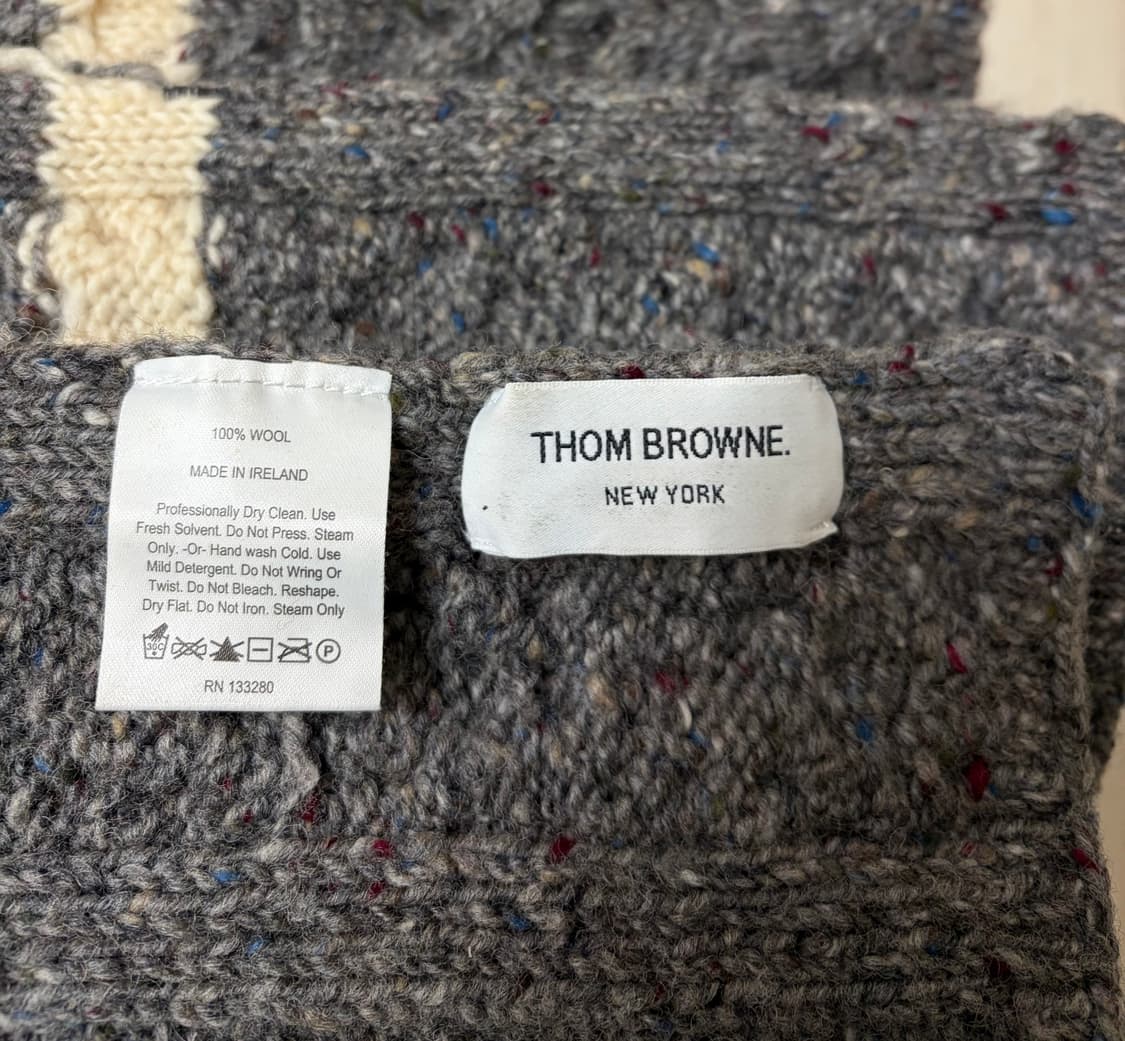 100% WOOL
MADE IN IRELAND
Professionally Dry Clean. Use
Fresh Solvent. Do Not Press. Steam
Only. -Or- Hand wash Cold. Use
Mild Detergent. Do Not Wring Or
Twist. Do Not Bleach. Reshape.
Dry Flat. Do Not Iron. Steam Only
30C P
RN 133280
THOM BROWNE.
NEW YORK